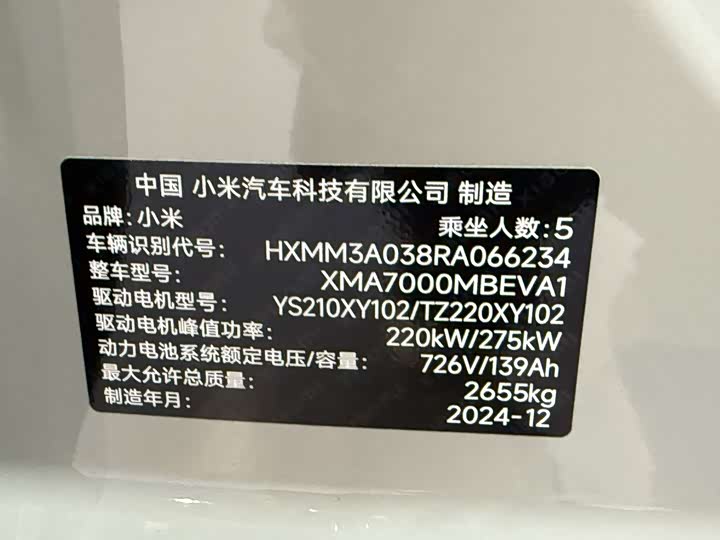 中国 小米汽车科技有限公司 制造
品牌: 小米 乘坐人数: 5
车辆识别代号: HXMM3A038RA066234
整车型号: XMA7000MBEVA1
驱动电机型号: YS210XY102/TZ220XY102
驱动电机峰值功率: 220kW/275kW
动力电池系统额定电压/容量: 726V/139Ah
最大允许总质量: 2655kg
制造年月: 2024-12